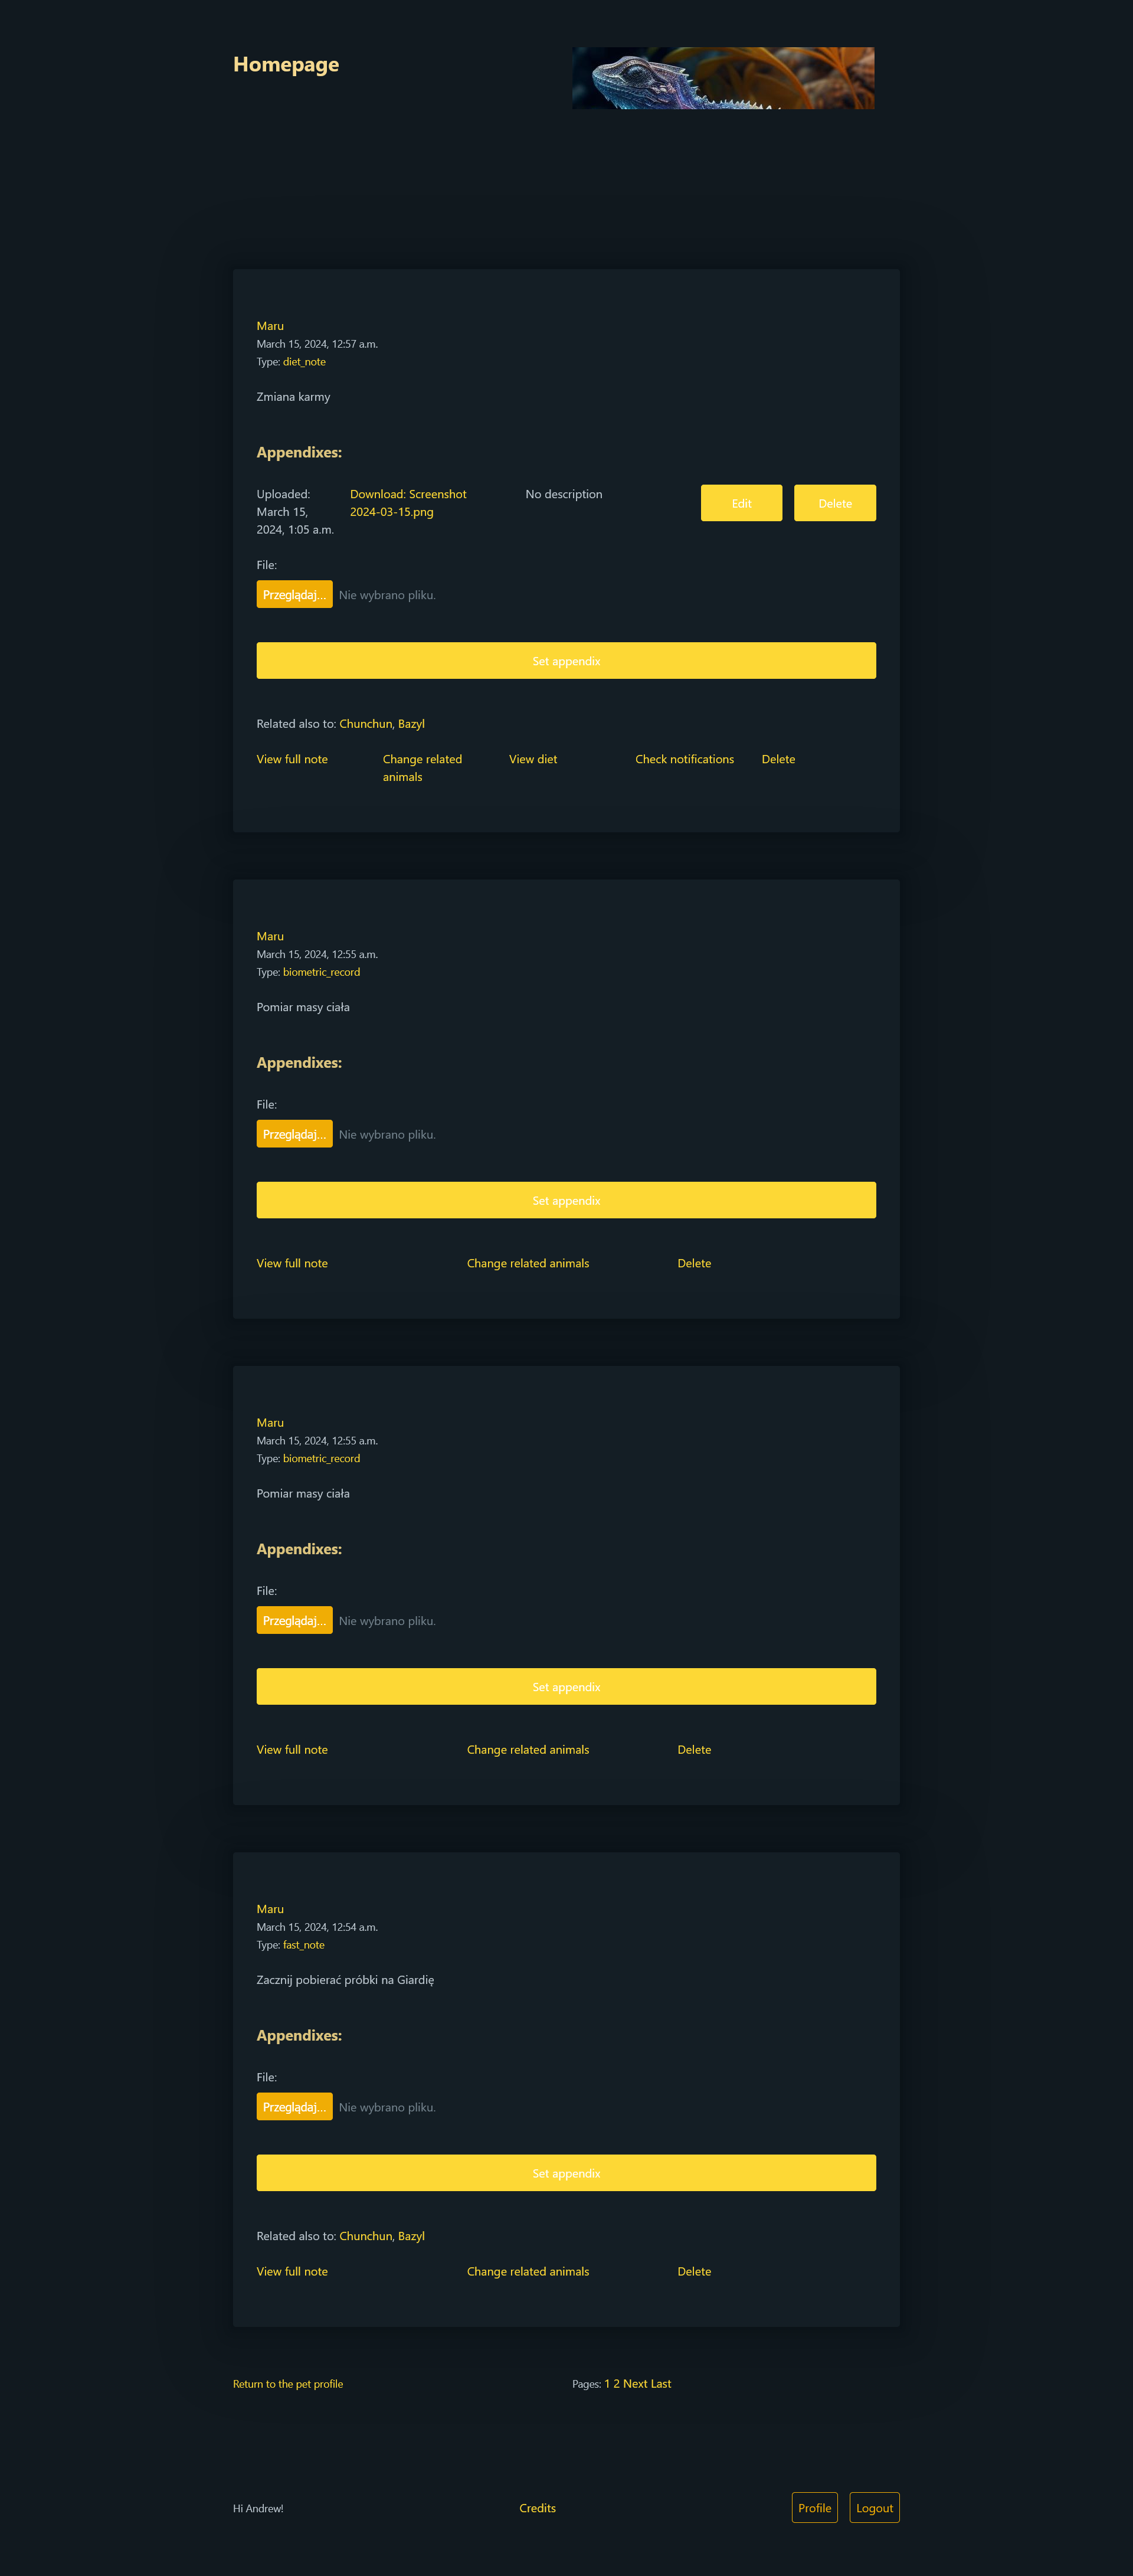 Homepage
Maru
March 15, 2024, 12:57 a.m.
Type: diet_note
Zmiana karmy
Appendixes:
Uploaded: March 15, 2024, 1:05 a.m.
Download: Screenshot 2024-03-15.png
No description
Edit
Delete
File:
Przeglądaj... Nie wybrano pliku.
Set appendix
Related also to: Chunchun, Bazyl
View full note
Change related animals
View diet
Check notifications
Delete
Maru
March 15, 2024, 12:55 a.m.
Type: biometric_record
Pomiar masy ciała
Appendixes:
File:
Przeglądaj... Nie wybrano pliku.
Set appendix
View full note
Change related animals
Delete
Maru
March 15, 2024, 12:55 a.m.
Type: biometric_record
Pomiar masy ciała
Appendixes:
File:
Przeglądaj... Nie wybrano pliku.
Set appendix
View full note
Change related animals
Delete
Maru
March 15, 2024, 12:54 a.m.
Type: fast_note
Zacznij pobierać próbki na Giardię
Appendixes:
File:
Przeglądaj... Nie wybrano pliku.
Set appendix
Related also to: Chunchun, Bazyl
View full note
Change related animals
Delete
Return to the pet profile
Pages: 1 2 Next Last
Hi Andrew!
Credits
Profile
Logout